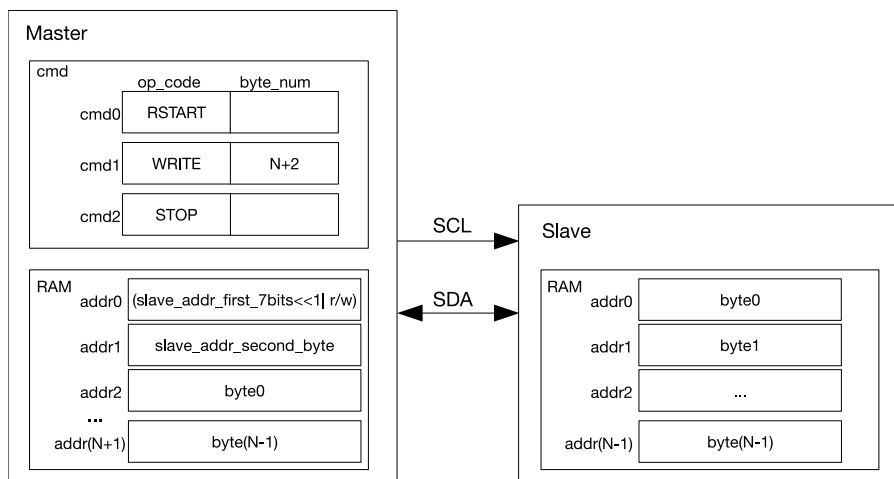 Master
cmd
op_code byte_num
cmd0 RSTART
cmd1 WRITE N+2
cmd2 STOP
RAM
addr0 (slave_addr_first_7bits<<1| r/w)
addr1 slave_addr_second_byte
addr2 byte0
...
addr(N+1) byte(N-1)
SCL
SDA
Slave
RAM
addr0 byte0
addr1 byte1
addr2 ...
addr(N-1) byte(N-1)